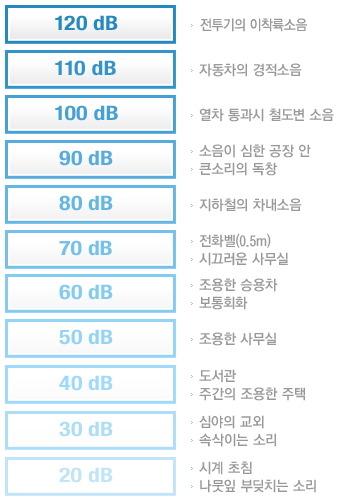 120 dB
전투기의 이착륙소음
110 dB
자동차의 경적소음
100 dB
열차 통과시 철도변 소음
90 dB
소음이 심한 공장 안
큰소리의 독창
80 dB
지하철의 차내소음
70 dB
전화벨(0.5m)
시끄러운 사무실
60 dB
조용한 승용차
보통회화
50 dB
조용한 사무실
40 dB
도서관
주간의 조용한 주택
30 dB
심야의 교외
속삭이는 소리
20 dB
시계 초침
나뭇잎 부딪치는 소리